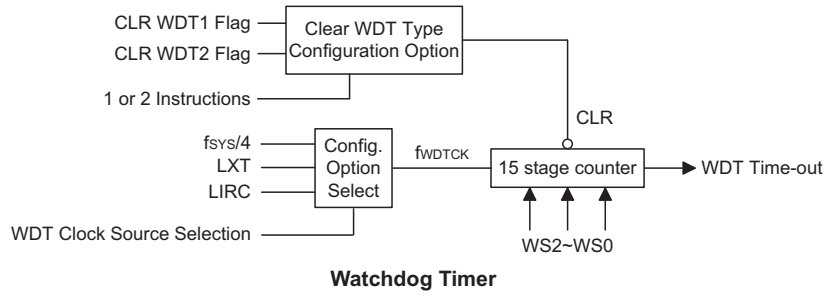 CLR WDT1 Flag
CLR WDT2 Flag
Clear WDT Type
Configuration Option
1 or 2 Instructions
CLR
fSYS/4
LXT
LIRC
Config.
Option
Select
fWDTCK
15 stage counter
WDT Time-out
WDT Clock Source Selection
WS2~WS0
Watchdog Timer